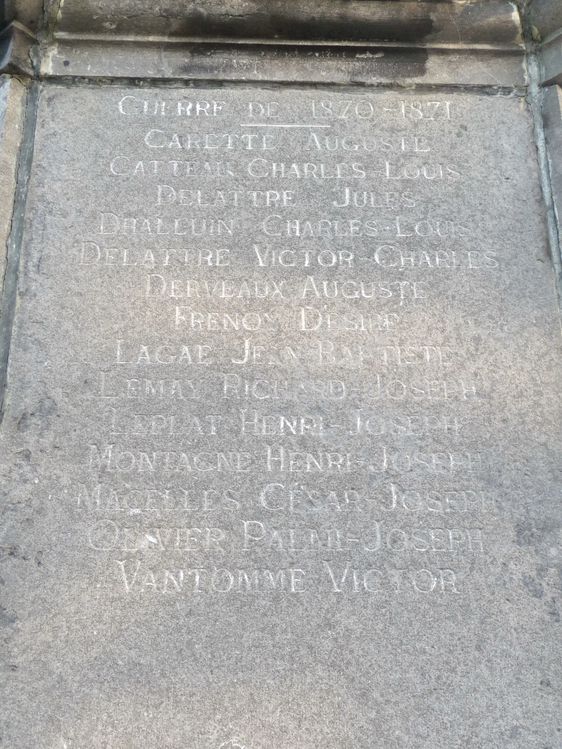 GUERRE DE 1870-1871
CARETTE AUGUSTE
CATTEAU CHARLES-LOUIS
DELATTRE JULES
DHALLUIN CHARLES-LOUIS
DELATTRE VICTOR-CHARLES
DERVEAUX AUGUSTE
FRENOY DÉSIRÉ
LAGAE JEAN BAPTISTE
LEMAY RICHARD-JOSEPH
LEPLAT HENRI-JOSEPH
MONTAGNE HENRI-JOSEPH
CÉSAR-JOSEPH
OLIVIER JOSEPH
VANTOMME VICTOR